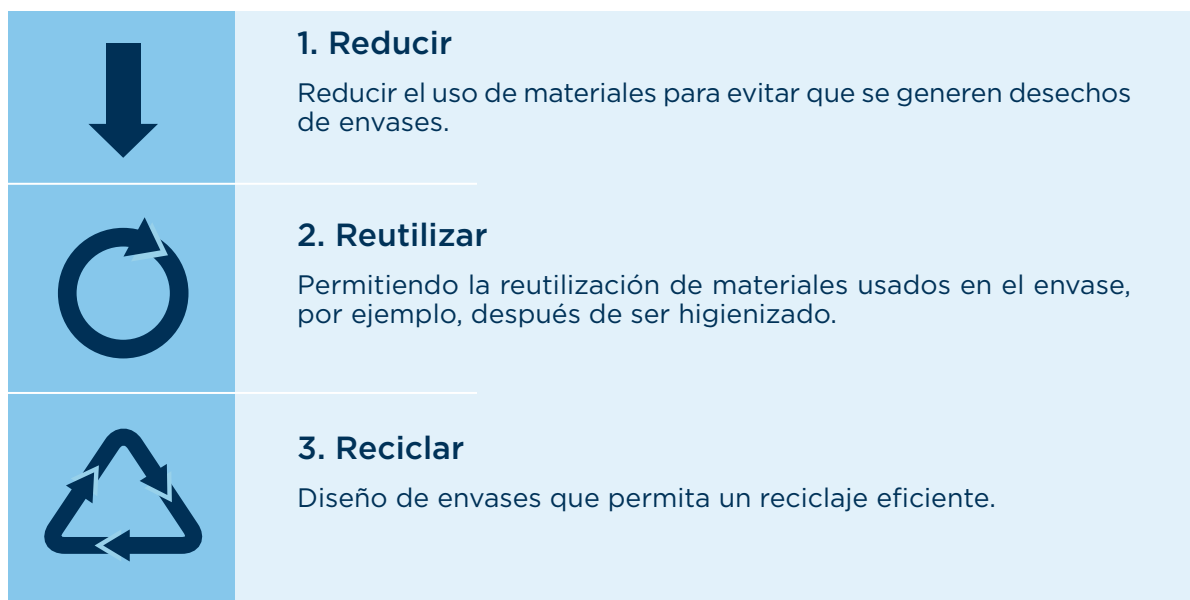 1. Reducir
Reducir el uso de materiales para evitar que se generen desechos
de envases.
2. Reutilizar
Permitiendo la reutilización de materiales usados en el envase,
por ejemplo, después de ser higienizado.
3. Reciclar
Diseño de envases que permita un reciclaje eficiente.